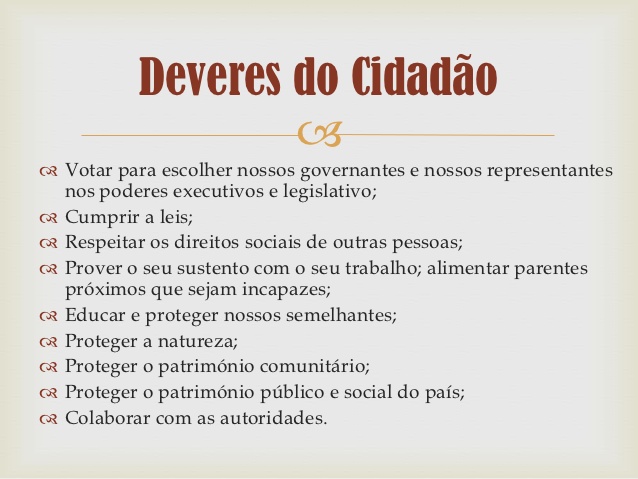 Deveres do Cidadão
Votar para escolher nossos governantes e nossos representantes
nos poderes executivos e legislativo;
Cumprir a leis;
Respeitar os direitos sociais de outras pessoas;
Prover o seu sustento com o seu trabalho; alimentar parentes
próximos que sejam incapazes;
Educar e proteger nossos semelhantes;
Proteger a natureza;
Proteger o património comunitário;
Proteger o património público e social do país;
Colaborar com as autoridades.